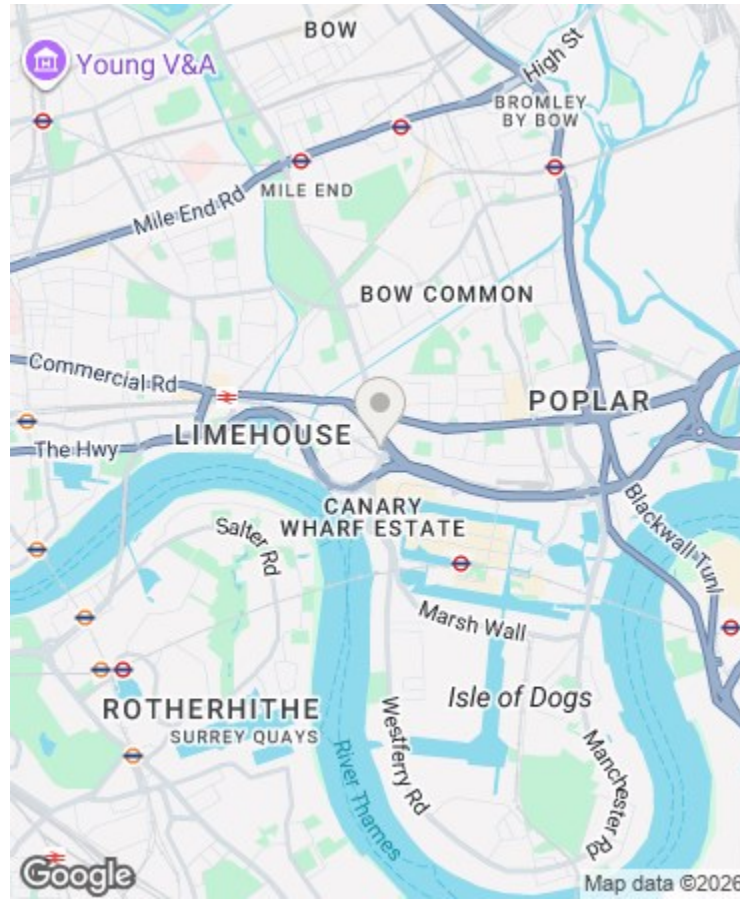 BOW
Young V&A
High St
BROMLEY
BY BOW
MILE END
Mile End Rd
BOW COMMON
Commercial Rd
POPLAR
LIMEHOUSE
The Hwy
CANARY
WHARF ESTATE
Salter Rd
Blackwall Tunl
Marsh Wall
Isle of Dogs
ROTHERHITHE
SURREY QUAYS
Westferry Rd
River Thames
Manchester Rd
Google
Map data ©2026